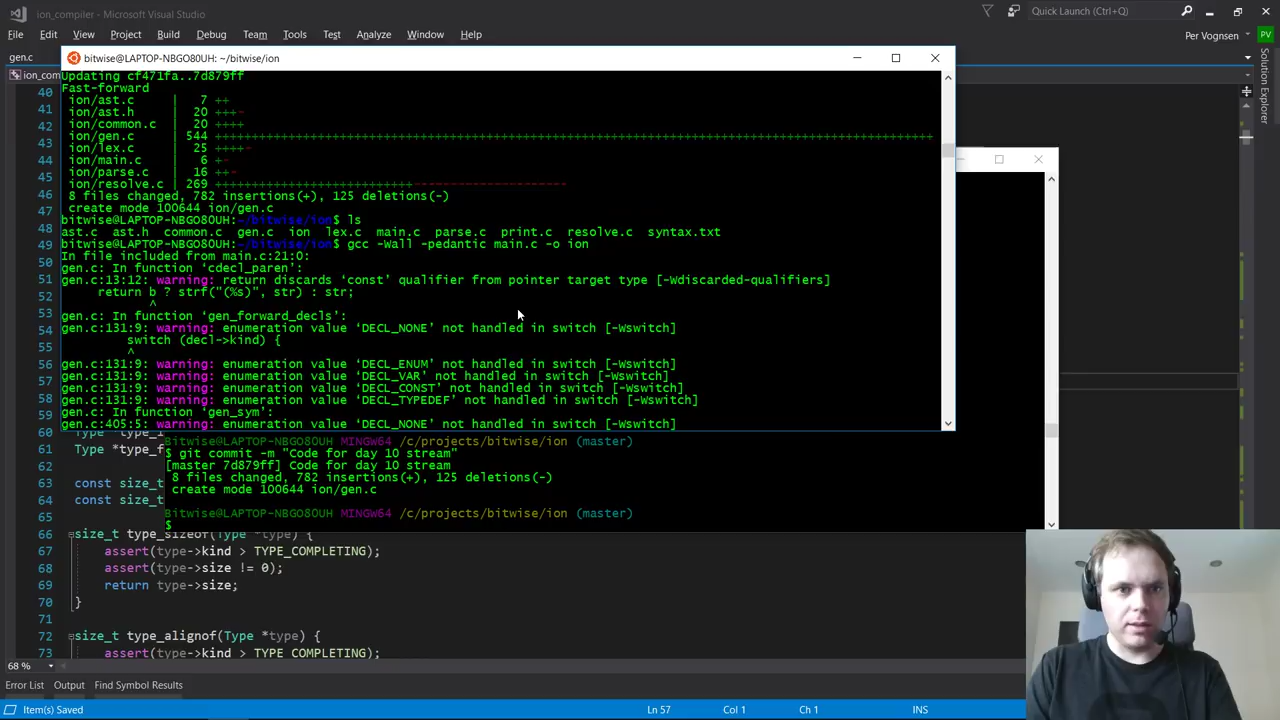 ion_compiler - Microsoft Visual Studio
Quick Launch (Ctrl+Q)
File Edit View Project Build Debug Team Tools Test Analyze Window Help
Per Vognsen PV
gen.c
Solution Explorer
ion_com
bitwise@LAPTOP-NBGO80UH: ~/bitwise/ion
Updating cf471fa..7d879ff
Fast-forward
ion/ast.c | 7 ++
ion/ast.h | 20 +++-
ion/common.c | 20 ++++
ion/gen.c | 544 ++++++++++++++++++++++++++++++++++++++++++++++++++++++++++++++++++++++++++++++++++++++++++++++++++++
ion/lex.c | 25 ++++-
ion/main.c | 6 +-
ion/parse.c | 16 ++-
ion/resolve.c | 269 +++++++++++++++++++++++++++++++++----------------------
8 files changed, 782 insertions(+), 125 deletions(-)
create mode 100644 ion/gen.c
bitwise@LAPTOP-NBGO80UH:~/bitwise/ion$ ls
ast.c ast.h common.c gen.c ion lex.c main.c parse.c print.c resolve.c syntax.txt
bitwise@LAPTOP-NBGO80UH:~/bitwise/ion$ gcc -Wall -pedantic main.c -o ion
In file included from main.c:21:0:
gen.c: In function ‘cdecl_paren’:
gen.c:13:12: warning: return discards ‘const’ qualifier from pointer target type [-Wdiscarded-qualifiers]
return b ? strf("(%s)", str) : str;
^
gen.c: In function ‘gen_forward_decls’:
gen.c:131:9: warning: enumeration value ‘DECL_NONE’ not handled in switch [-Wswitch]
switch (decl->kind) {
^
gen.c:131:9: warning: enumeration value ‘DECL_ENUM’ not handled in switch [-Wswitch]
gen.c:131:9: warning: enumeration value ‘DECL_VAR’ not handled in switch [-Wswitch]
gen.c:131:9: warning: enumeration value ‘DECL_CONST’ not handled in switch [-Wswitch]
gen.c:131:9: warning: enumeration value ‘DECL_TYPEDEF’ not handled in switch [-Wswitch]
gen.c: In function ‘gen_sym’:
gen.c:405:5: warning: enumeration value ‘DECL_NONE’ not handled in switch [-Wswitch]
Bitwise@LAPTOP-NBGO80UH MINGW64 /c/projects/bitwise/ion (master)
$ git commit -m "Code for day 10 stream"
[master 7d879ff] Code for day 10 stream
8 files changed, 782 insertions(+), 125 deletions(-)
create mode 100644 ion/gen.c
Bitwise@LAPTOP-NBGO80UH MINGW64 /c/projects/bitwise/ion (master)
$
40
41
42
43
44
45
46
47
48
49
50
51
52
53
54
55
56
57
58
59
60 Type *type_i
61 Type *type_f
62
63 const size_t
64 const size_t
65
66 size_t type_sizeof(Type *type) {
67 assert(type->kind > TYPE_COMPLETING);
68 assert(type->size != 0);
69 return type->size;
70 }
71
72 size_t type_alignof(Type *type) {
73 assert(type->kind > TYPE_COMPLETING);
68 %
Error List Output Find Symbol Results
Item(s) Saved Ln 57 Col 1 Ch 1 INS